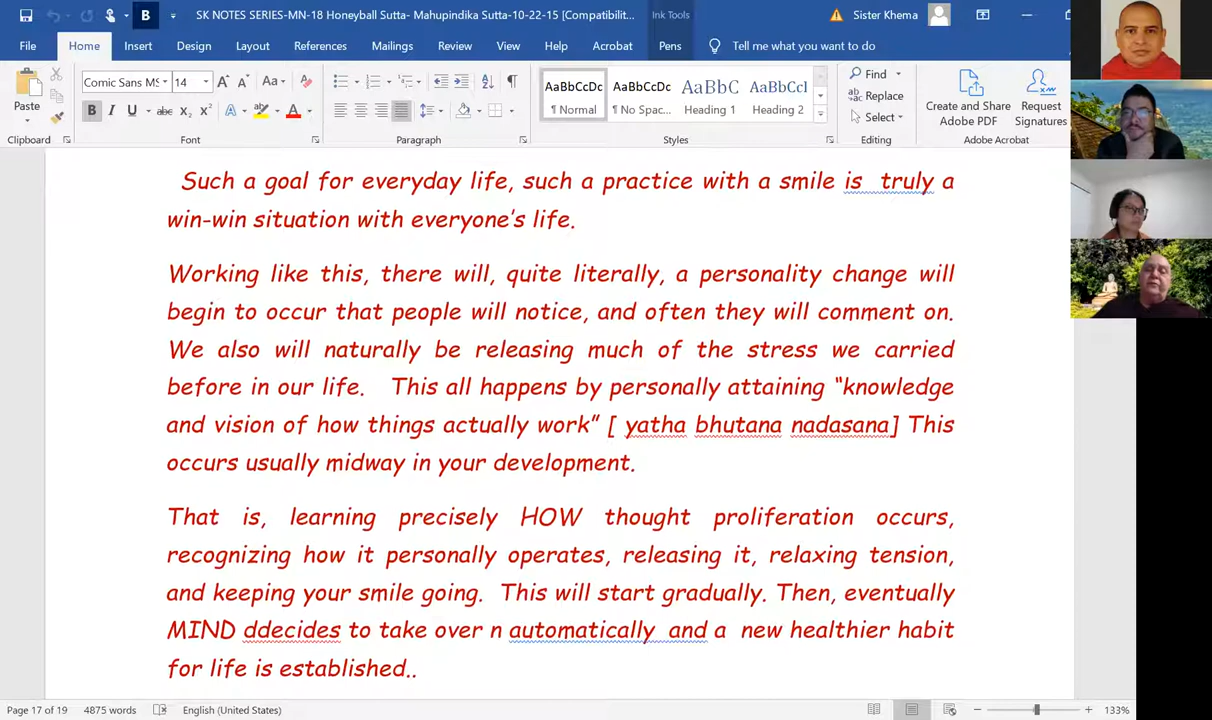 SK NOTES SERIES-MN-18 Honeyball Sutta- Mahupindika Sutta-10-22-15 [Compatibilit...
Ink Tools
Sister Khema
File Home Insert Design Layout References Mailings Review View Help Acrobat Pens Tell me what you want to do
Comic Sans MS 14 Aa
Paste
B I U abc x₂ x² A A
AaBbCcDc AaBbCcDc AaBbC AaBbCcl
¶ Normal ¶ No Spac... Heading 1 Heading 2
Find
Replace
Select
Create and Share Adobe PDF
Request Signatures
Clipboard Font Paragraph Styles Editing Adobe Acrobat
Such a goal for everyday life, such a practice with a smile is truly a
win-win situation with everyone's life.
Working like this, there will, quite literally, a personality change will
begin to occur that people will notice, and often they will comment on.
We also will naturally be releasing much of the stress we carried
before in our life. This all happens by personally attaining "knowledge
and vision of how things actually work" [ yatha bhutana nadasana] This
occurs usually midway in your development.
That is, learning precisely HOW thought proliferation occurs,
recognizing how it personally operates, releasing it, relaxing tension,
and keeping your smile going. This will start gradually. Then, eventually
MIND ddecides to take over n automatically and a new healthier habit
for life is established..
Page 17 of 19 4875 words English (United States) 133%